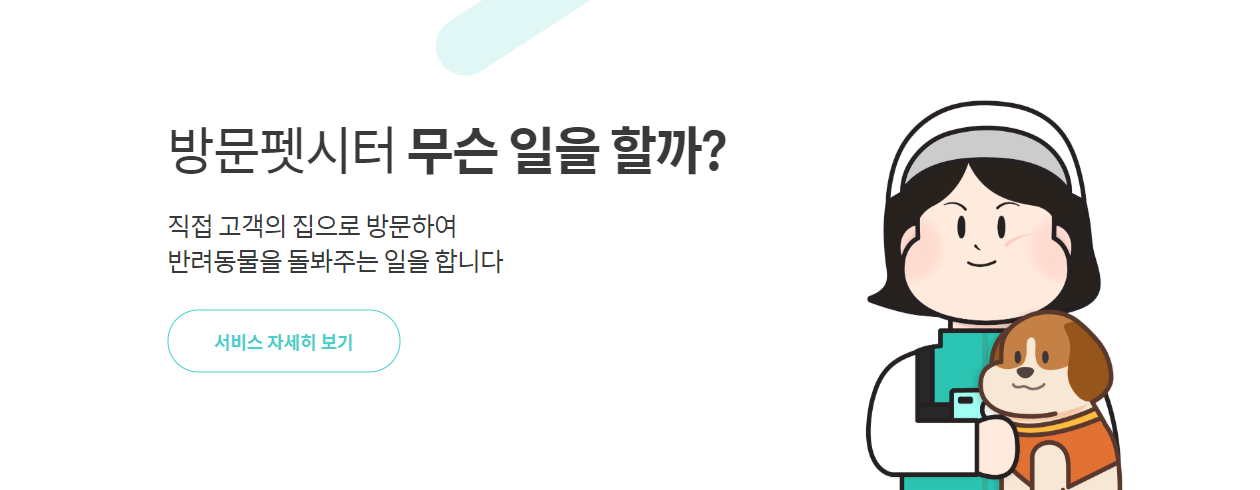 방문펫시터 무슨 일을 할까?
직접 고객의 집으로 방문하여
반려동물을 돌봐주는 일을 합니다
서비스 자세히 보기